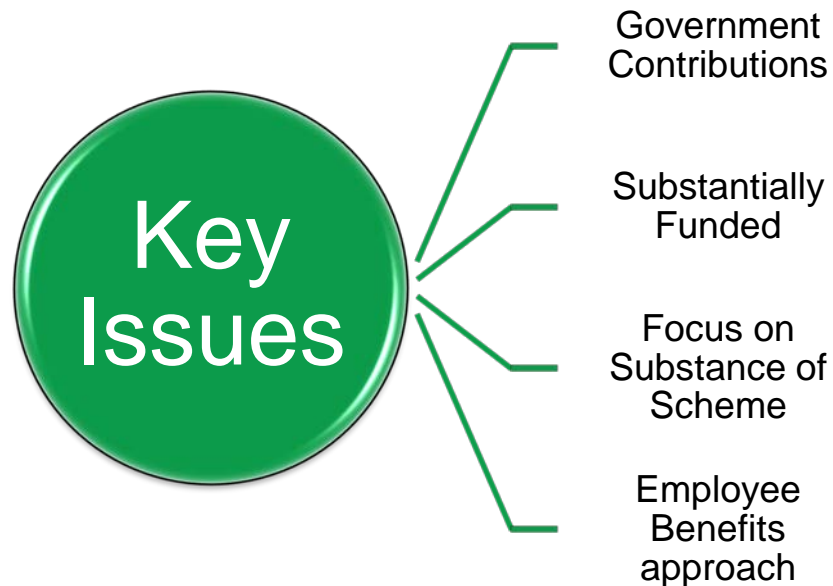 Key
Issues
Government
Contributions
Substantially
Funded
Focus on
Substance of
Scheme
Employee
Benefits
approach